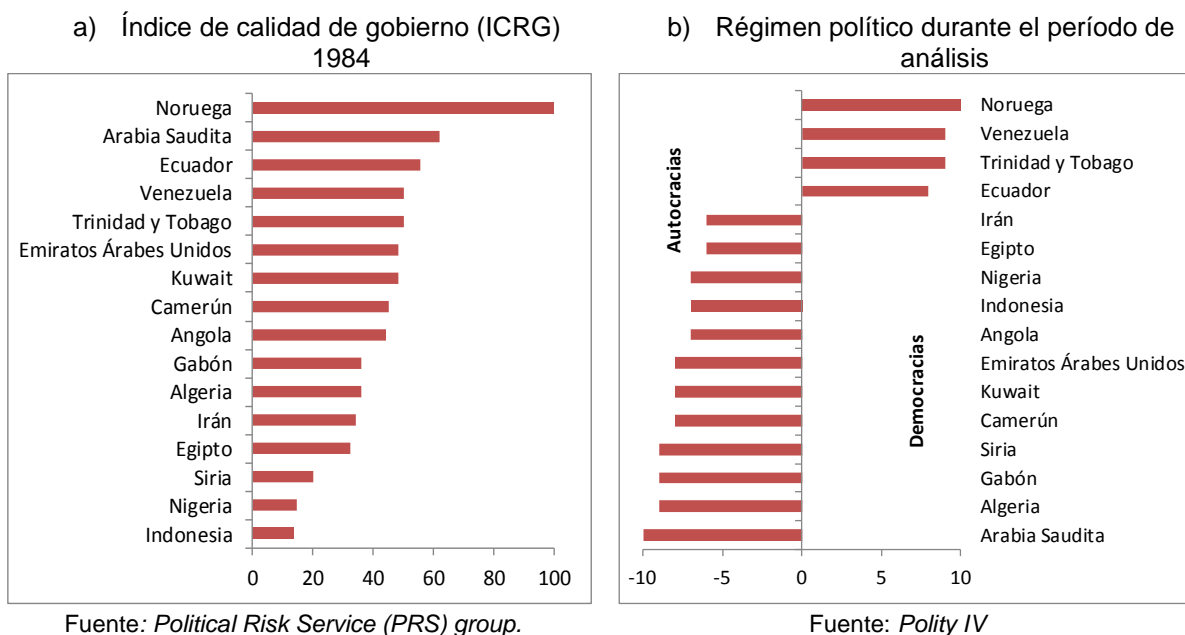 a) Índice de calidad de gobierno (ICRG)
1984
Noruega
Arabia Saudita
Ecuador
Venezuela
Trinidad y Tobago
Emiratos Árabes Unidos
Kuwait
Camerún
Angola
Gabón
Algeria
Irán
Egipto
Siria
Nigeria
Indonesia
0 20 40 60 80 100
Fuente: Political Risk Service (PRS) group.
b) Régimen político durante el período de
análisis
Autocracias
Democracias
Noruega
Venezuela
Trinidad y Tobago
Ecuador
Irán
Egipto
Nigeria
Indonesia
Angola
Emiratos Árabes Unidos
Kuwait
Camerún
Siria
Gabón
Algeria
Arabia Saudita
-10 -5 0 5 10
Fuente: Polity IV